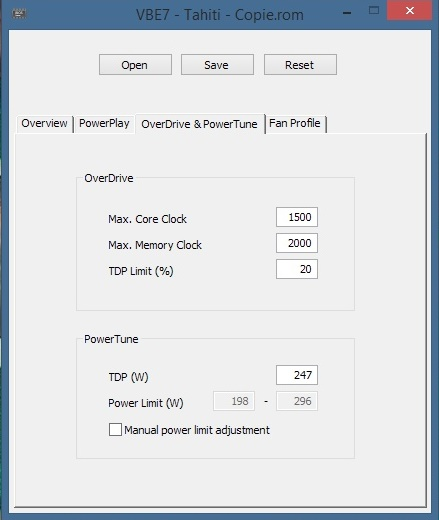 VBE7 - Tahiti - Copie.rom
Open Save Reset
Overview PowerPlay OverDrive & PowerTune Fan Profile
OverDrive
Max. Core Clock 1500
Max. Memory Clock 2000
TDP Limit (%) 20
PowerTune
TDP (W) 247
Power Limit (W) 198 - 296
Manual power limit adjustment